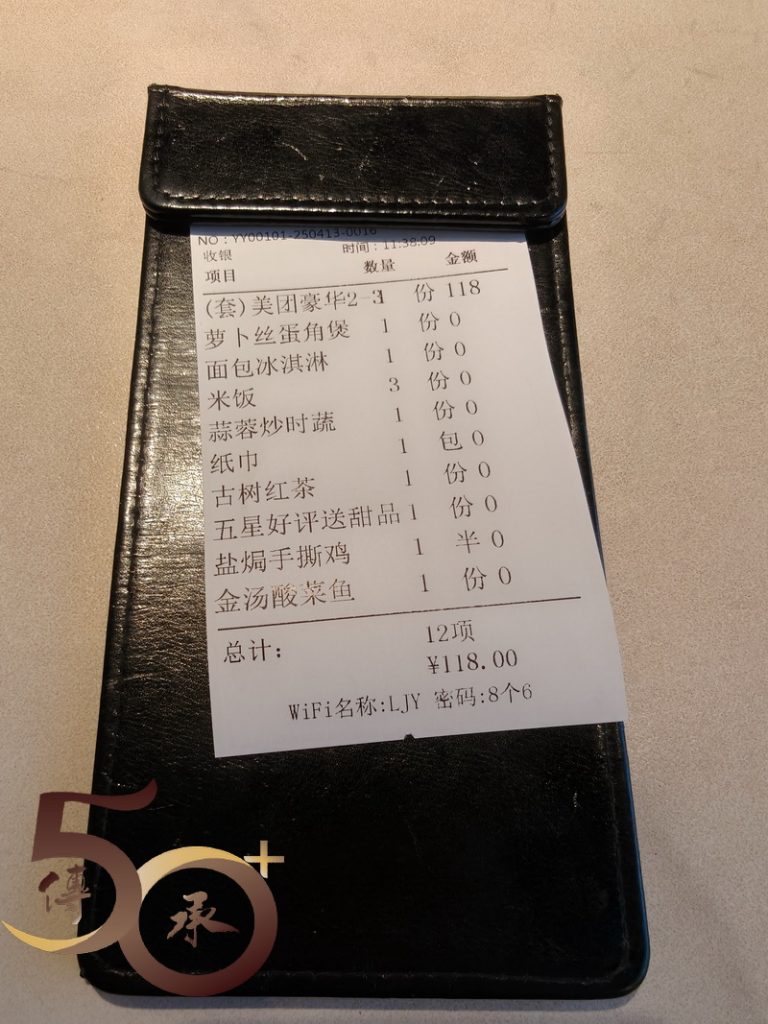 NO：YY00101-250413-0016
收银 时间：11:38:09
项目 数量 金额
(套)美团豪华2-3 1 份 118
萝卜丝蛋角煲 1 份 0
面包冰淇淋 1 份 0
米饭 3 份 0
蒜蓉炒时蔬 1 份 0
纸巾 1 包 0
古树红茶 1 份 0
五星好评送甜品 1 份 0
盐焗手撕鸡 1 半 0
金汤酸菜鱼 1 份 0
总计： 12项
¥118.00
WiFi名称:LJY 密码:8个6
50+
傳承